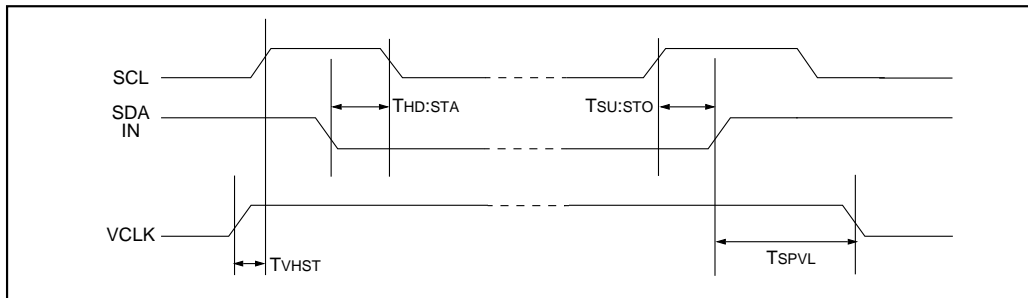 SCL
THD:STA
TSU:STO
SDA
IN
VCLK
TVHST
TSPVL